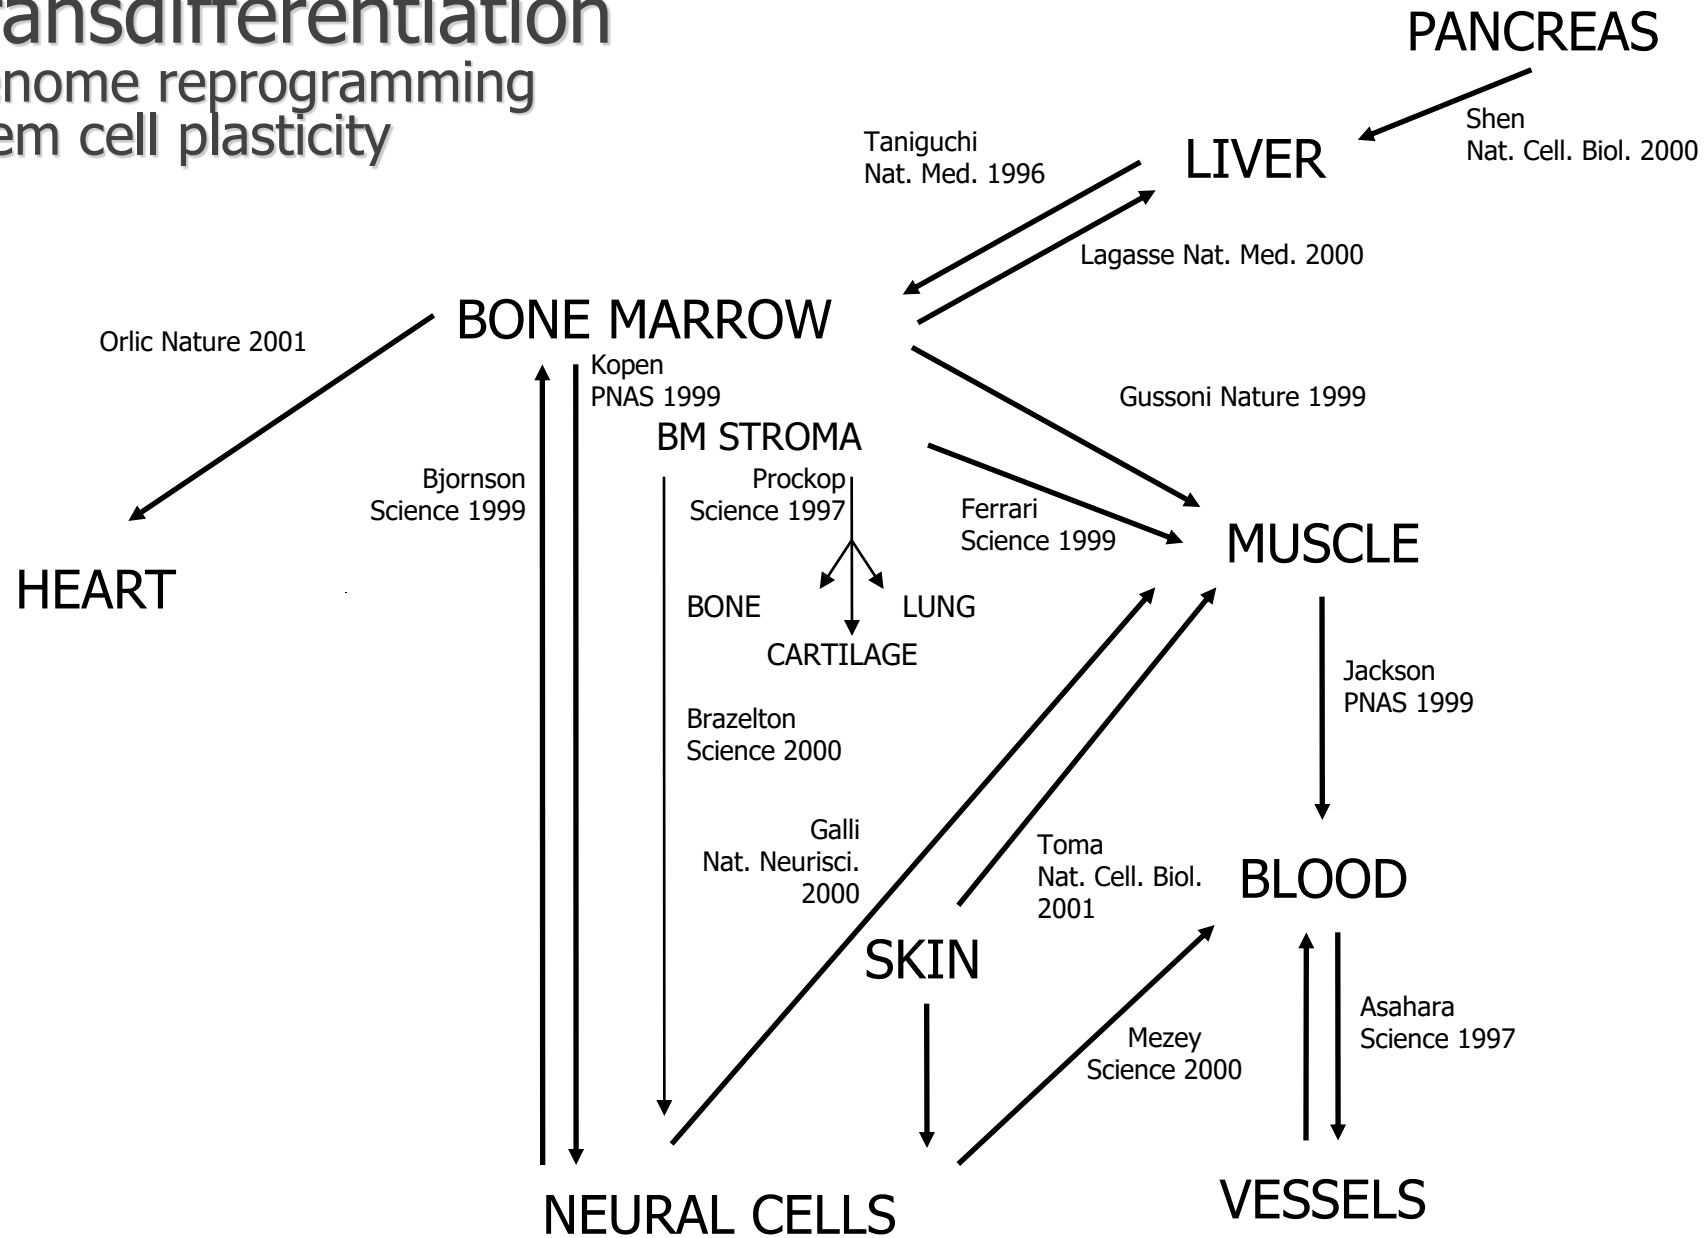 ansdifferentiation
enome reprogramming
em cell plasticity
PANCREAS
Shen
Nat. Cell. Biol. 2000
Taniguchi
Nat. Med. 1996
LIVER
Lagasse Nat. Med. 2000
BONE MARROW
Orlic Nature 2001
Kopen
PNAS 1999
Gussoni Nature 1999
BM STROMA
Bjornson
Science 1999
Prockop
Science 1997
Ferrari
Science 1999
MUSCLE
HEART
BONE
LUNG
CARTILAGE
Jackson
PNAS 1999
Brazelton
Science 2000
Galli
Nat. Neurisci.
2000
Toma
Nat. Cell. Biol.
2001
BLOOD
SKIN
Asahara
Science 1997
Mezey
Science 2000
NEURAL CELLS
VESSELS